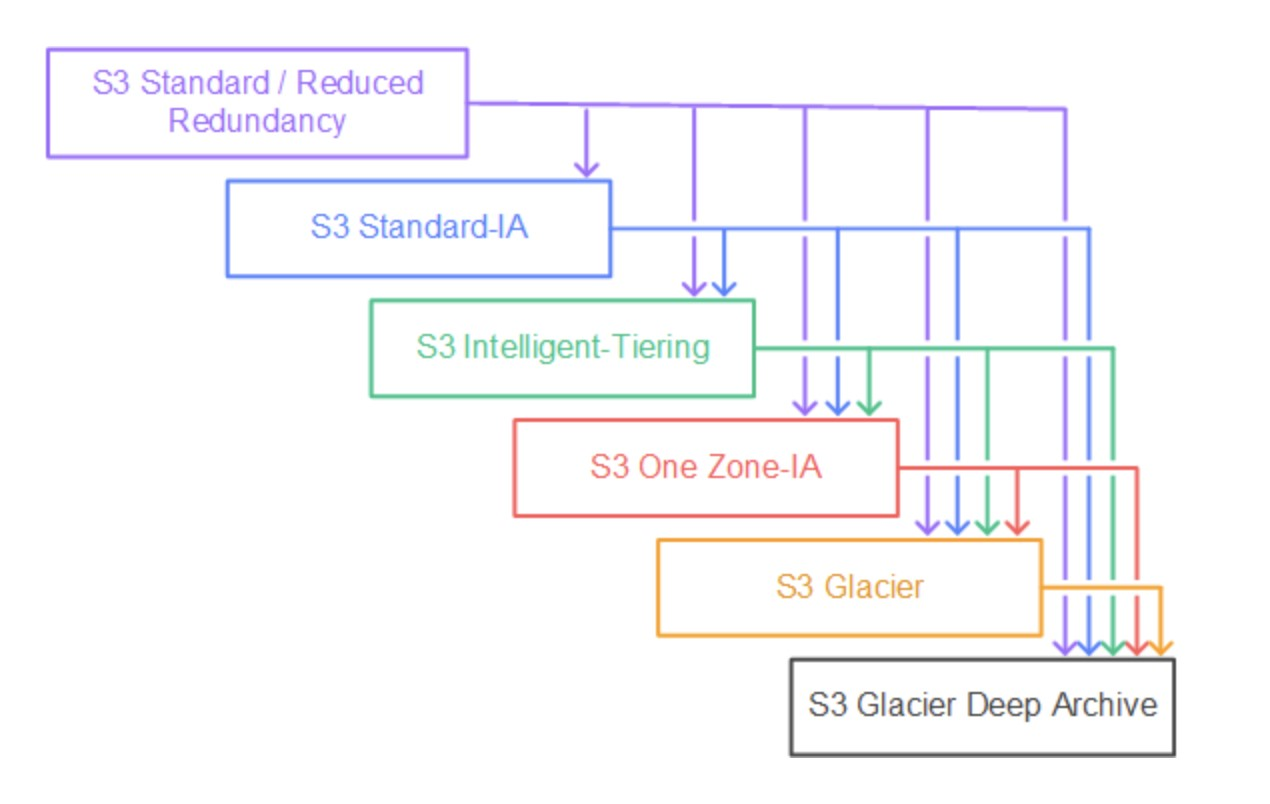 S3 Standard / Reduced
Redundancy
S3 Standard-IA
S3 Intelligent-Tiering
S3 One Zone-IA
S3 Glacier
S3 Glacier Deep Archive